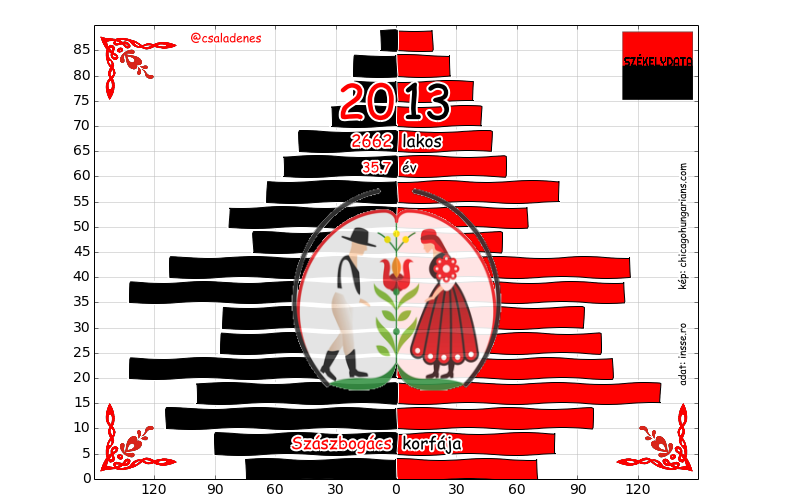 @csaladenes
SZÉKELYDATA
2013
2662 lakos
35.7 év
kép: chicagohungarians.com
adat: insse.ro
Szászbogács korfája
85
80
75
70
65
60
55
50
45
40
35
30
25
20
15
10
5
0
120 90 60 30 0 30 60 90 120